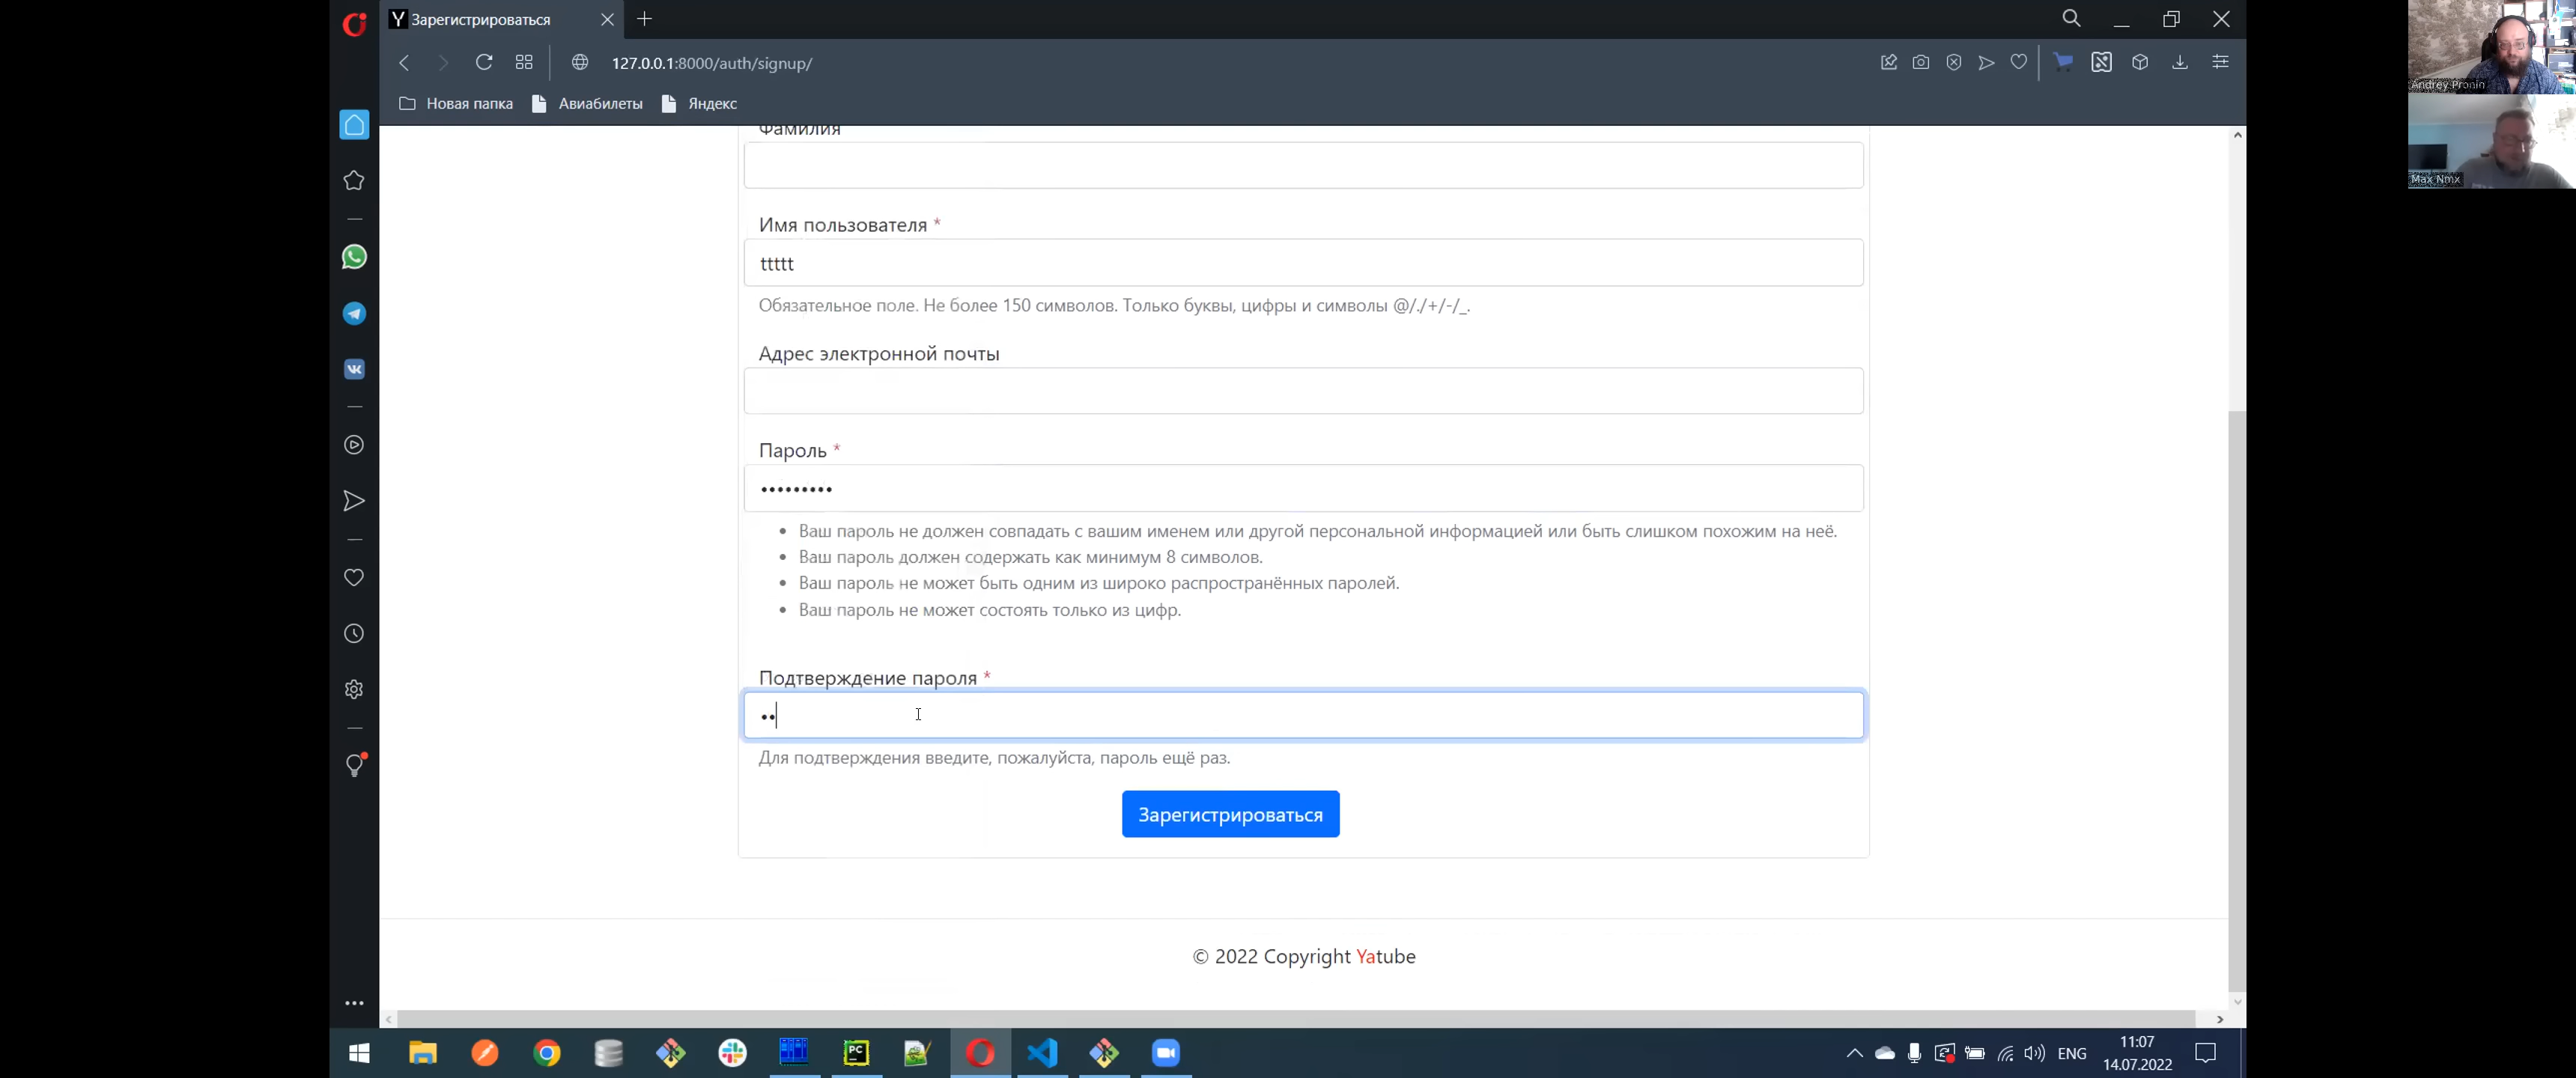 Зарегистрироваться
127.0.0.1:8000/auth/signup/
Новая папка
Авиабилеты
Яндекс
Фамилия
Имя пользователя *
ttttt
Обязательное поле. Не более 150 символов. Только буквы, цифры и символы @/./+/-/_.
Адрес электронной почты
Пароль *
•••••••••
Ваш пароль не должен совпадать с вашим именем или другой персональной информацией или быть слишком похожим на неё.
Ваш пароль должен содержать как минимум 8 символов.
Ваш пароль не может быть одним из широко распространённых паролей.
Ваш пароль не может состоять только из цифр.
Подтверждение пароля *
••
Для подтверждения введите, пожалуйста, пароль ещё раз.
Зарегистрироваться
© 2022 Copyright Yatube
ENG
11:07
14.07.2022
Andrey Pronin
Max Nmx